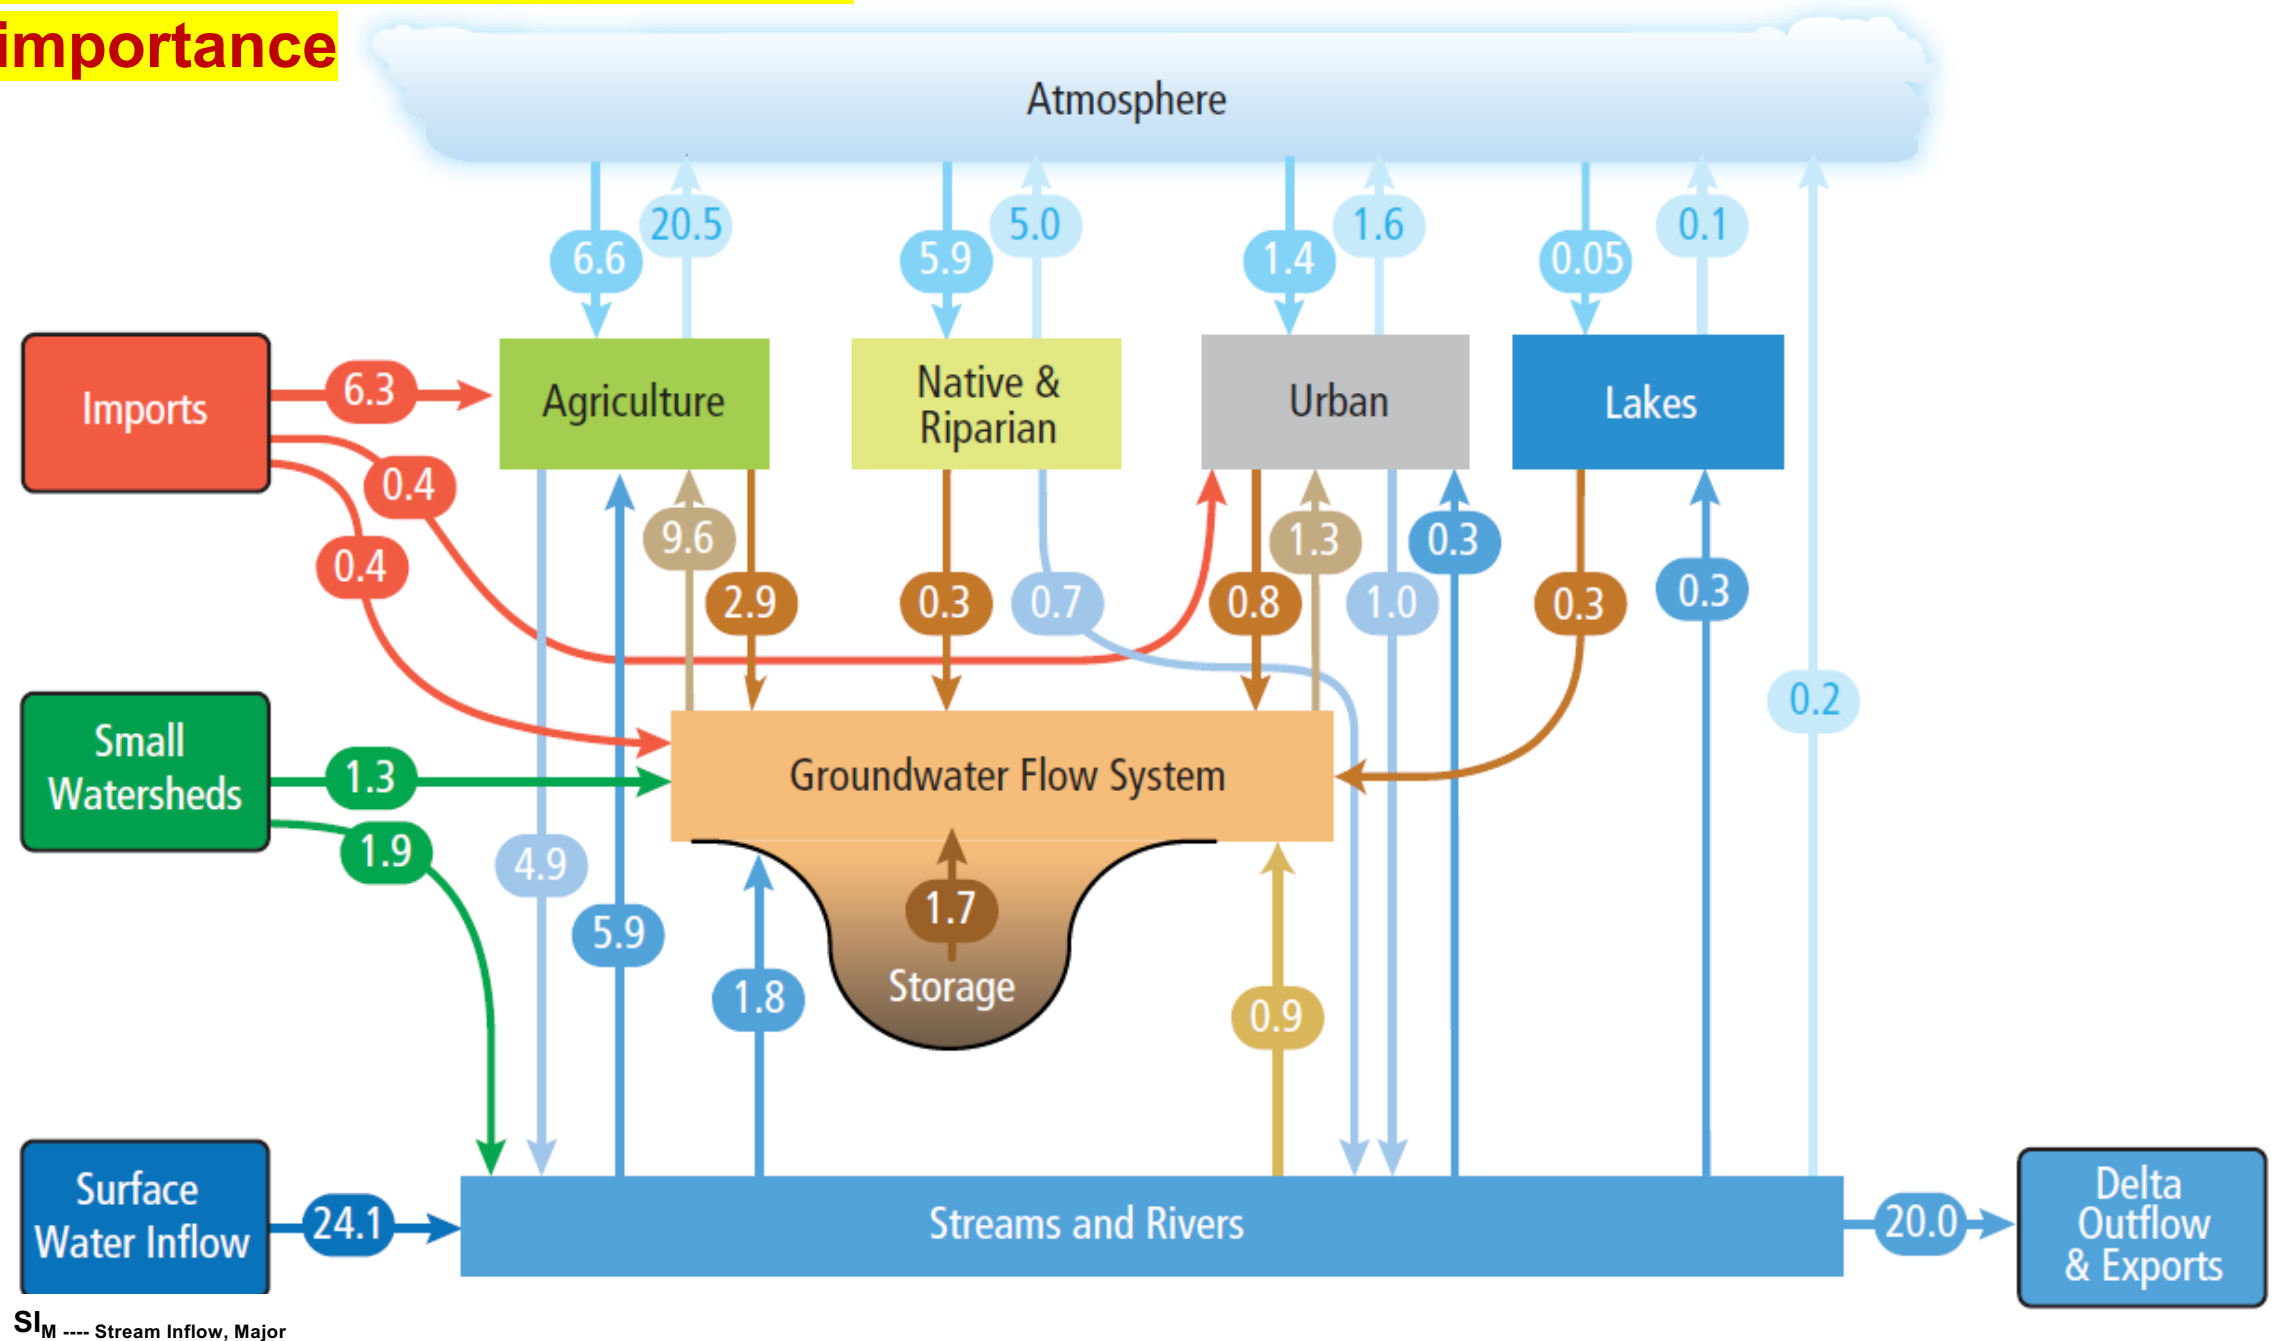 importance
Atmosphere
20.5
5.0
1.6
0.1
6.6
5.9
1.4
0.05
Imports
6.3
Agriculture
Native &
Riparian
Urban
Lakes
0.4
0.4
9.6
1.3
0.3
2.9
0.3
0.7
0.8
1.0
0.3
0.3
0.2
Small
Watersheds
1.3
1.9
Groundwater Flow System
4.9
5.9
1.8
1.7
Storage
0.9
Surface
Water Inflow
24.1
Streams and Rivers
20.0
Delta
Outflow
& Exports
SIM ---- Stream Inflow, Major